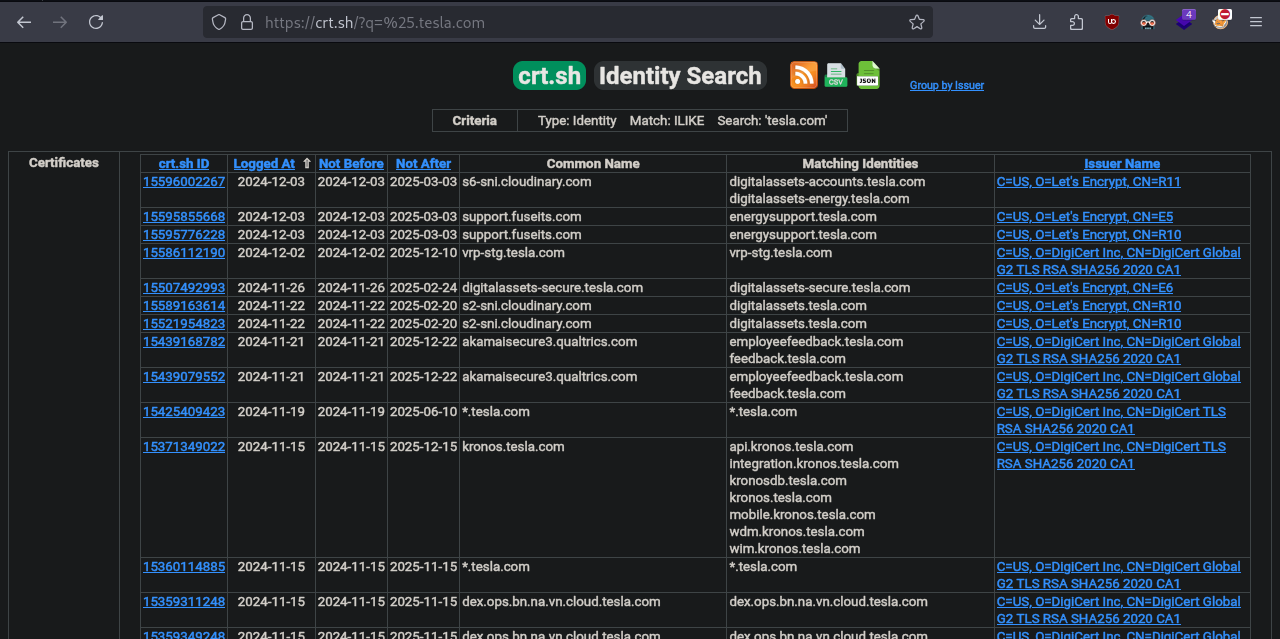 https://crt.sh/?q=%25.tesla.com
UD
4
crt.sh Identity Search CSV JSON Group by Issuer
Criteria Type: Identity Match: ILIKE Search: 'tesla.com'
Certificates crt.sh ID Logged At ⇧ Not Before Not After Common Name Matching Identities Issuer Name
15596002267 2024-12-03 2024-12-03 2025-03-03 s6-sni.cloudinary.com digitalassets-accounts.tesla.com C=US, O=Let's Encrypt, CN=R11
digitalassets-energy.tesla.com
15595855668 2024-12-03 2024-12-03 2025-03-03 support.fuseits.com energysupport.tesla.com C=US, O=Let's Encrypt, CN=E5
15595776228 2024-12-03 2024-12-03 2025-03-03 support.fuseits.com energysupport.tesla.com C=US, O=Let's Encrypt, CN=R10
15586112190 2024-12-02 2024-12-02 2025-12-10 vrp-stg.tesla.com vrp-stg.tesla.com C=US, O=DigiCert Inc, CN=DigiCert Global
G2 TLS RSA SHA256 2020 CA1
15507492993 2024-11-26 2024-11-26 2025-02-24 digitalassets-secure.tesla.com digitalassets-secure.tesla.com C=US, O=Let's Encrypt, CN=E6
15589163614 2024-11-22 2024-11-22 2025-02-20 s2-sni.cloudinary.com digitalassets.tesla.com C=US, O=Let's Encrypt, CN=R10
15521954823 2024-11-22 2024-11-22 2025-02-20 s2-sni.cloudinary.com digitalassets.tesla.com C=US, O=Let's Encrypt, CN=R10
15439168782 2024-11-21 2024-11-21 2025-12-22 akamaisecure3.qualtrics.com employeefeedback.tesla.com C=US, O=DigiCert Inc, CN=DigiCert Global
feedback.tesla.com G2 TLS RSA SHA256 2020 CA1
15439079552 2024-11-21 2024-11-21 2025-12-22 akamaisecure3.qualtrics.com employeefeedback.tesla.com C=US, O=DigiCert Inc, CN=DigiCert Global
feedback.tesla.com G2 TLS RSA SHA256 2020 CA1
15425409423 2024-11-19 2024-11-19 2025-06-10 *.tesla.com *.tesla.com C=US, O=DigiCert Inc, CN=DigiCert TLS
RSA SHA256 2020 CA1
15371349022 2024-11-15 2024-11-15 2025-12-15 kronos.tesla.com api.kronos.tesla.com C=US, O=DigiCert Inc, CN=DigiCert TLS
integration.kronos.tesla.com RSA SHA256 2020 CA1
kronosdb.tesla.com
kronos.tesla.com
mobile.kronos.tesla.com
wdm.kronos.tesla.com
wim.kronos.tesla.com
15360114885 2024-11-15 2024-11-15 2025-11-15 *.tesla.com *.tesla.com C=US, O=DigiCert Inc, CN=DigiCert Global
G2 TLS RSA SHA256 2020 CA1
15359311248 2024-11-15 2024-11-15 2025-11-15 dex.ops.bn.na.vn.cloud.tesla.com dex.ops.bn.na.vn.cloud.tesla.com C=US, O=DigiCert Inc, CN=DigiCert Global
G2 TLS RSA SHA256 2020 CA1
15359349248 2024-11-15 2024-11-15 2025-11-15 dex.ops.bn.na.vn.cloud.tesla.com dex.ops.bn.na.vn.cloud.tesla.com C=US, O=DigiCert Inc, CN=DigiCert Global